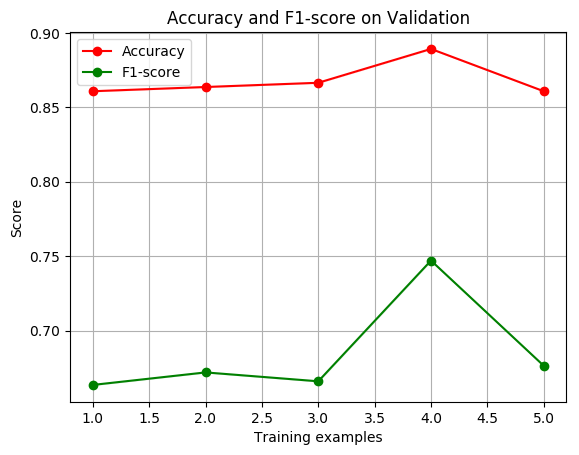 Accuracy and F1-score on Validation
Accuracy
F1-score
0.90
0.85
0.80
0.75
0.70
Score
1.0 1.5 2.0 2.5 3.0 3.5 4.0 4.5 5.0
Training examples